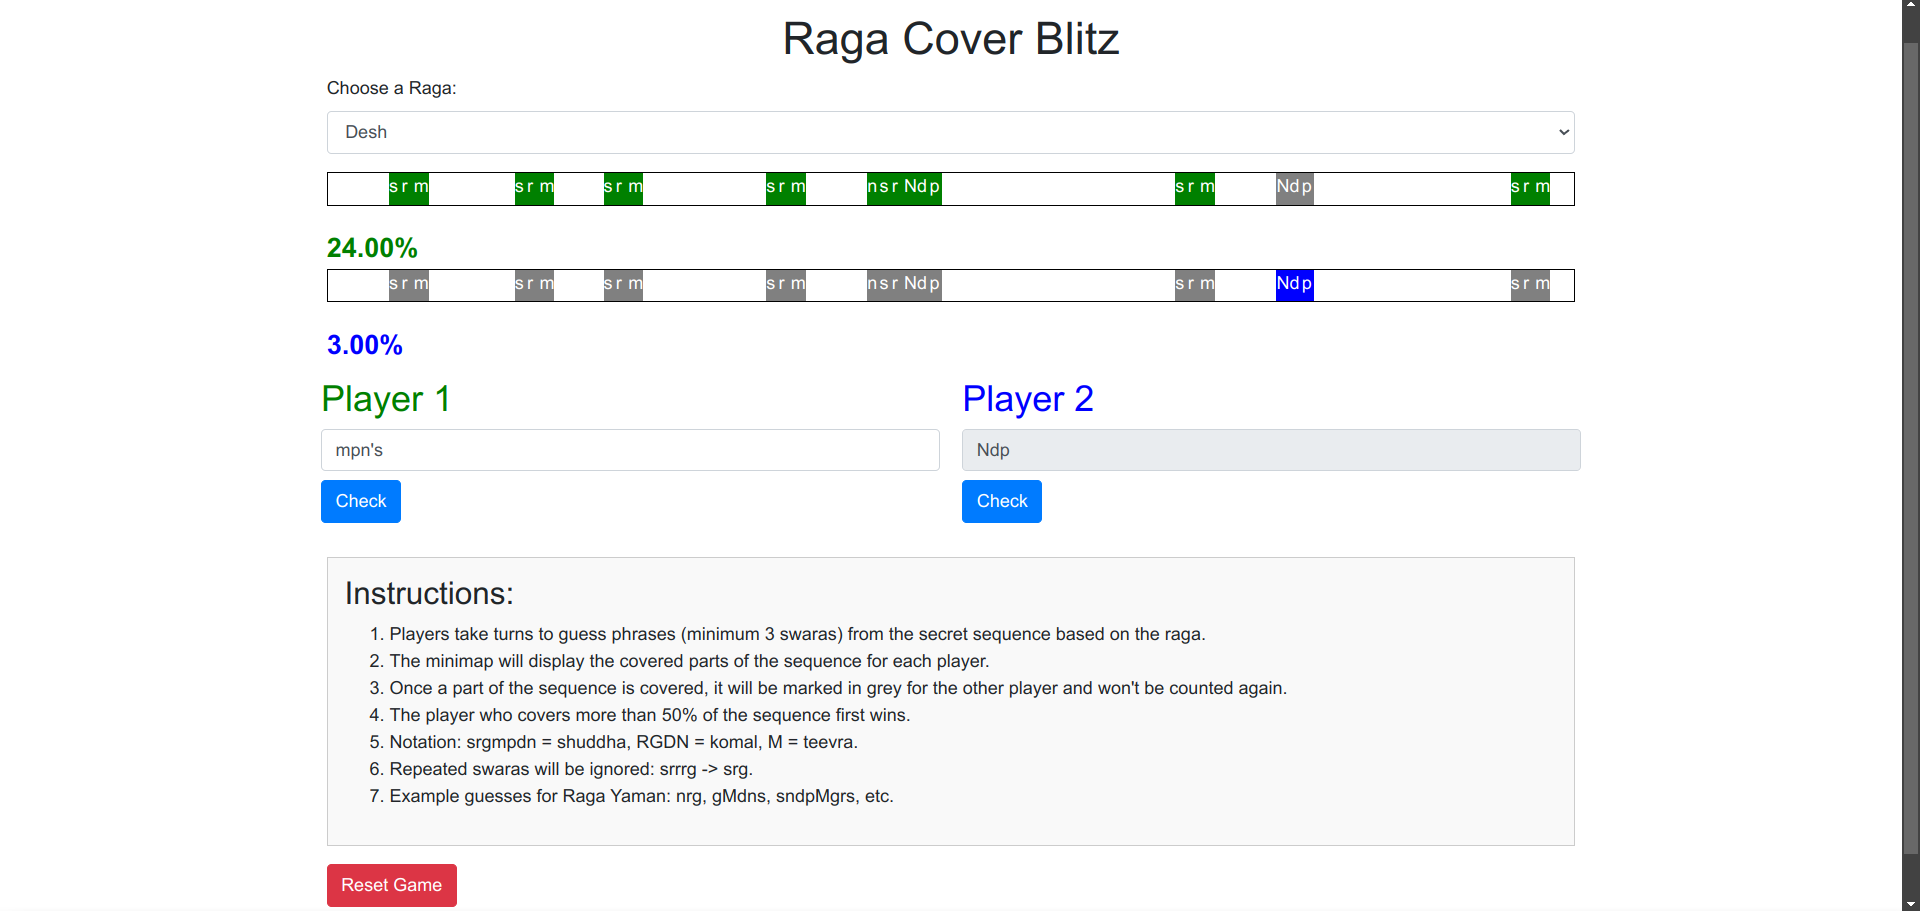 Raga Cover Blitz
Choose a Raga:
Desh
s r m s r m s r m s r m n s r N d p s r m N d p s r m
24.00%
s r m s r m s r m s r m n s r N d p s r m N d p s r m
3.00%
Player 1 Player 2
mpn's Ndp
Check Check
Instructions:
1. Players take turns to guess phrases (minimum 3 swaras) from the secret sequence based on the raga.
2. The minimap will display the covered parts of the sequence for each player.
3. Once a part of the sequence is covered, it will be marked in grey for the other player and won't be counted again.
4. The player who covers more than 50% of the sequence first wins.
5. Notation: srgmpdn = shuddha, RGDN = komal, M = teevra.
6. Repeated swaras will be ignored: srrrg -> srg.
7. Example guesses for Raga Yaman: nrg, gMdns, sndpMgrs, etc.
Reset Game